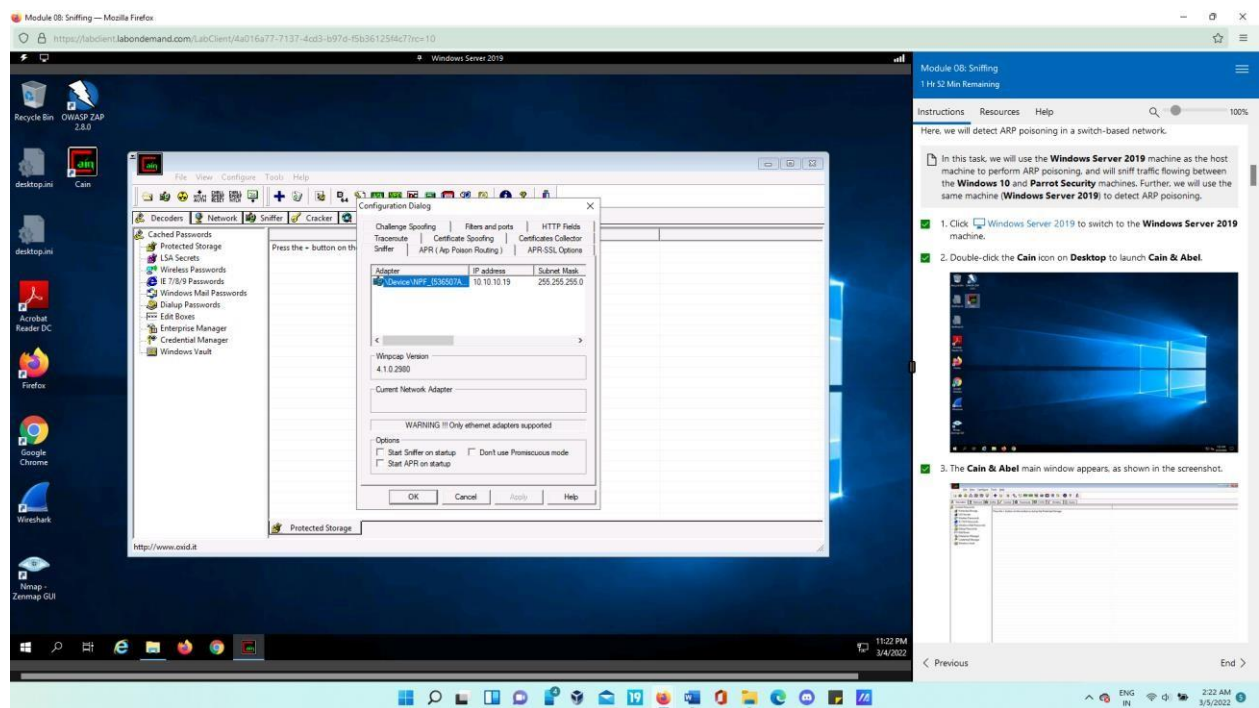 Module 08: Sniffing — Mozilla Firefox
https://labclient.labondemand.com/LabClient/4a016a77-7137-4cd3-b97d-f5b36125f4c7?rc=10
Windows Server 2019
Recycle Bin
OWASP ZAP
2.8.0
desktop.ini
Cain
desktop.ini
Acrobat
Reader DC
Firefox
Google
Chrome
Wireshark
Nmap -
Zenmap GUI
File View Configure Tools Help
Decoders Network Sniffer Cracker
Cached Passwords
Protected Storage
LSA Secrets
Wireless Passwords
IE 7/8/9 Passwords
Windows Mail Passwords
Dialup Passwords
Edit Boxes
Enterprise Manager
Credential Manager
Windows Vault
Press the + button on th
Protected Storage
http://www.oxid.it
Configuration Dialog
Challenge Spoofing Filters and ports HTTP Fields
Traceroute Certificate Spoofing Certificates Collector
Sniffer APR ( Arp Poison Routing ) APR-SSL Options
Adapter IP address Subnet Mask
\Device\NPF_{536507A... 10.10.10.19 255.255.255.0
Winpcap Version
4.1.0.2980
Current Network Adapter
WARNING !!! Only ethernet adapters supported
Options
Start Sniffer on startup Don't use Promiscuous mode
Start APR on startup
OK Cancel Apply Help
11:22 PM
3/4/2022
Module 08: Sniffing
1 Hr 52 Min Remaining
Instructions Resources Help 100%
Here, we will detect ARP poisoning in a switch-based network.
In this task, we will use the Windows Server 2019 machine as the host
machine to perform ARP poisoning, and will sniff traffic flowing between
the Windows 10 and Parrot Security machines. Further, we will use the
same machine (Windows Server 2019) to detect ARP poisoning.
1. Click Windows Server 2019 to switch to the Windows Server 2019
machine.
2. Double-click the Cain icon on Desktop to launch Cain & Abel.
3. The Cain & Abel main window appears, as shown in the screenshot.
Previous End
ENG
IN
2:22 AM
3/5/2022